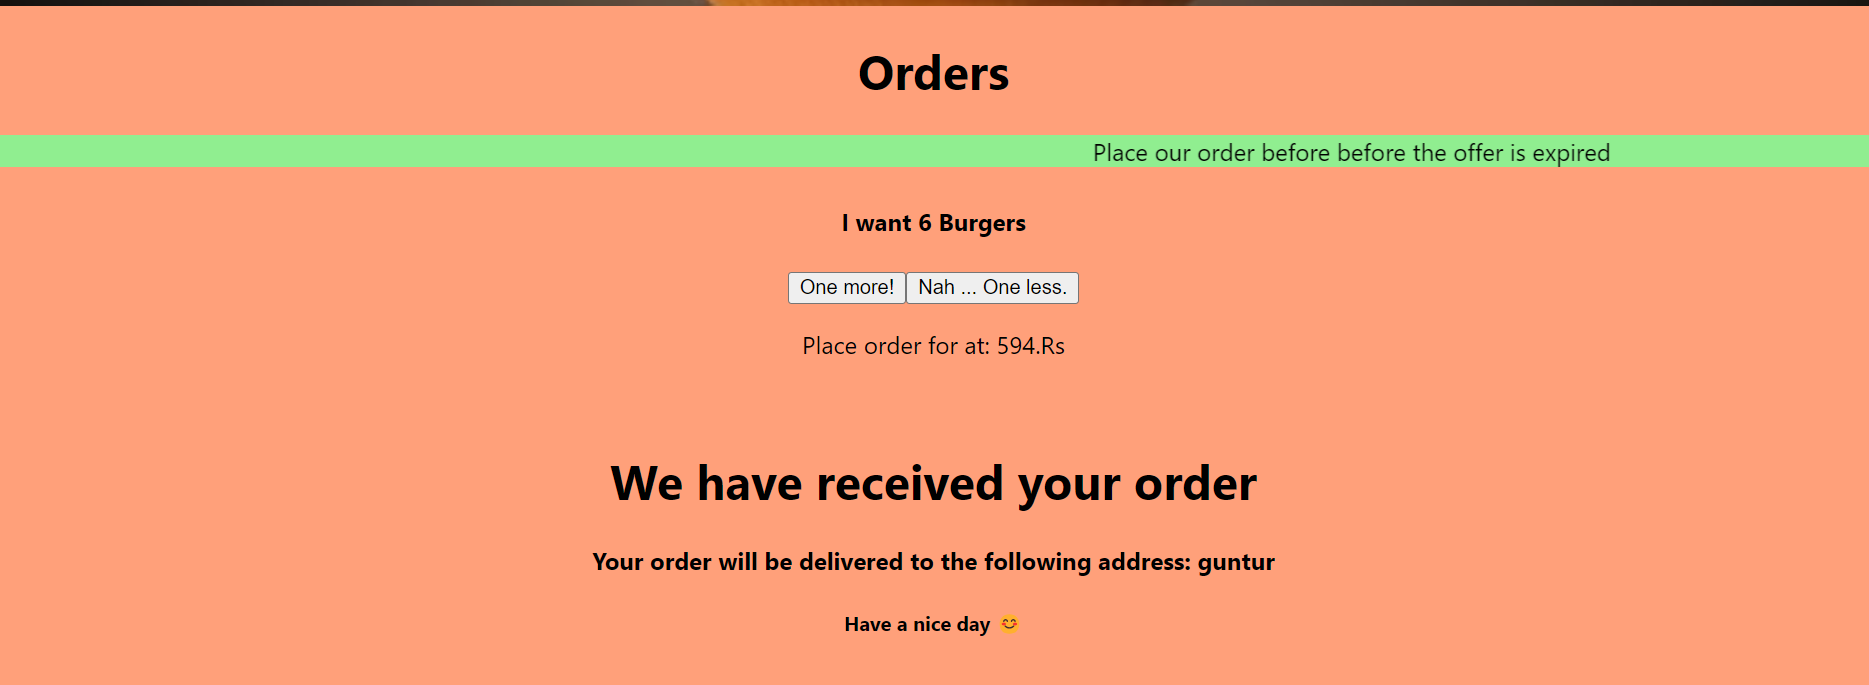 Orders
Place our order before before the offer is expired
I want 6 Burgers
One more! Nah ... One less.
Place order for at: 594.Rs
We have received your order
Your order will be delivered to the following address: guntur
Have a nice day 😊